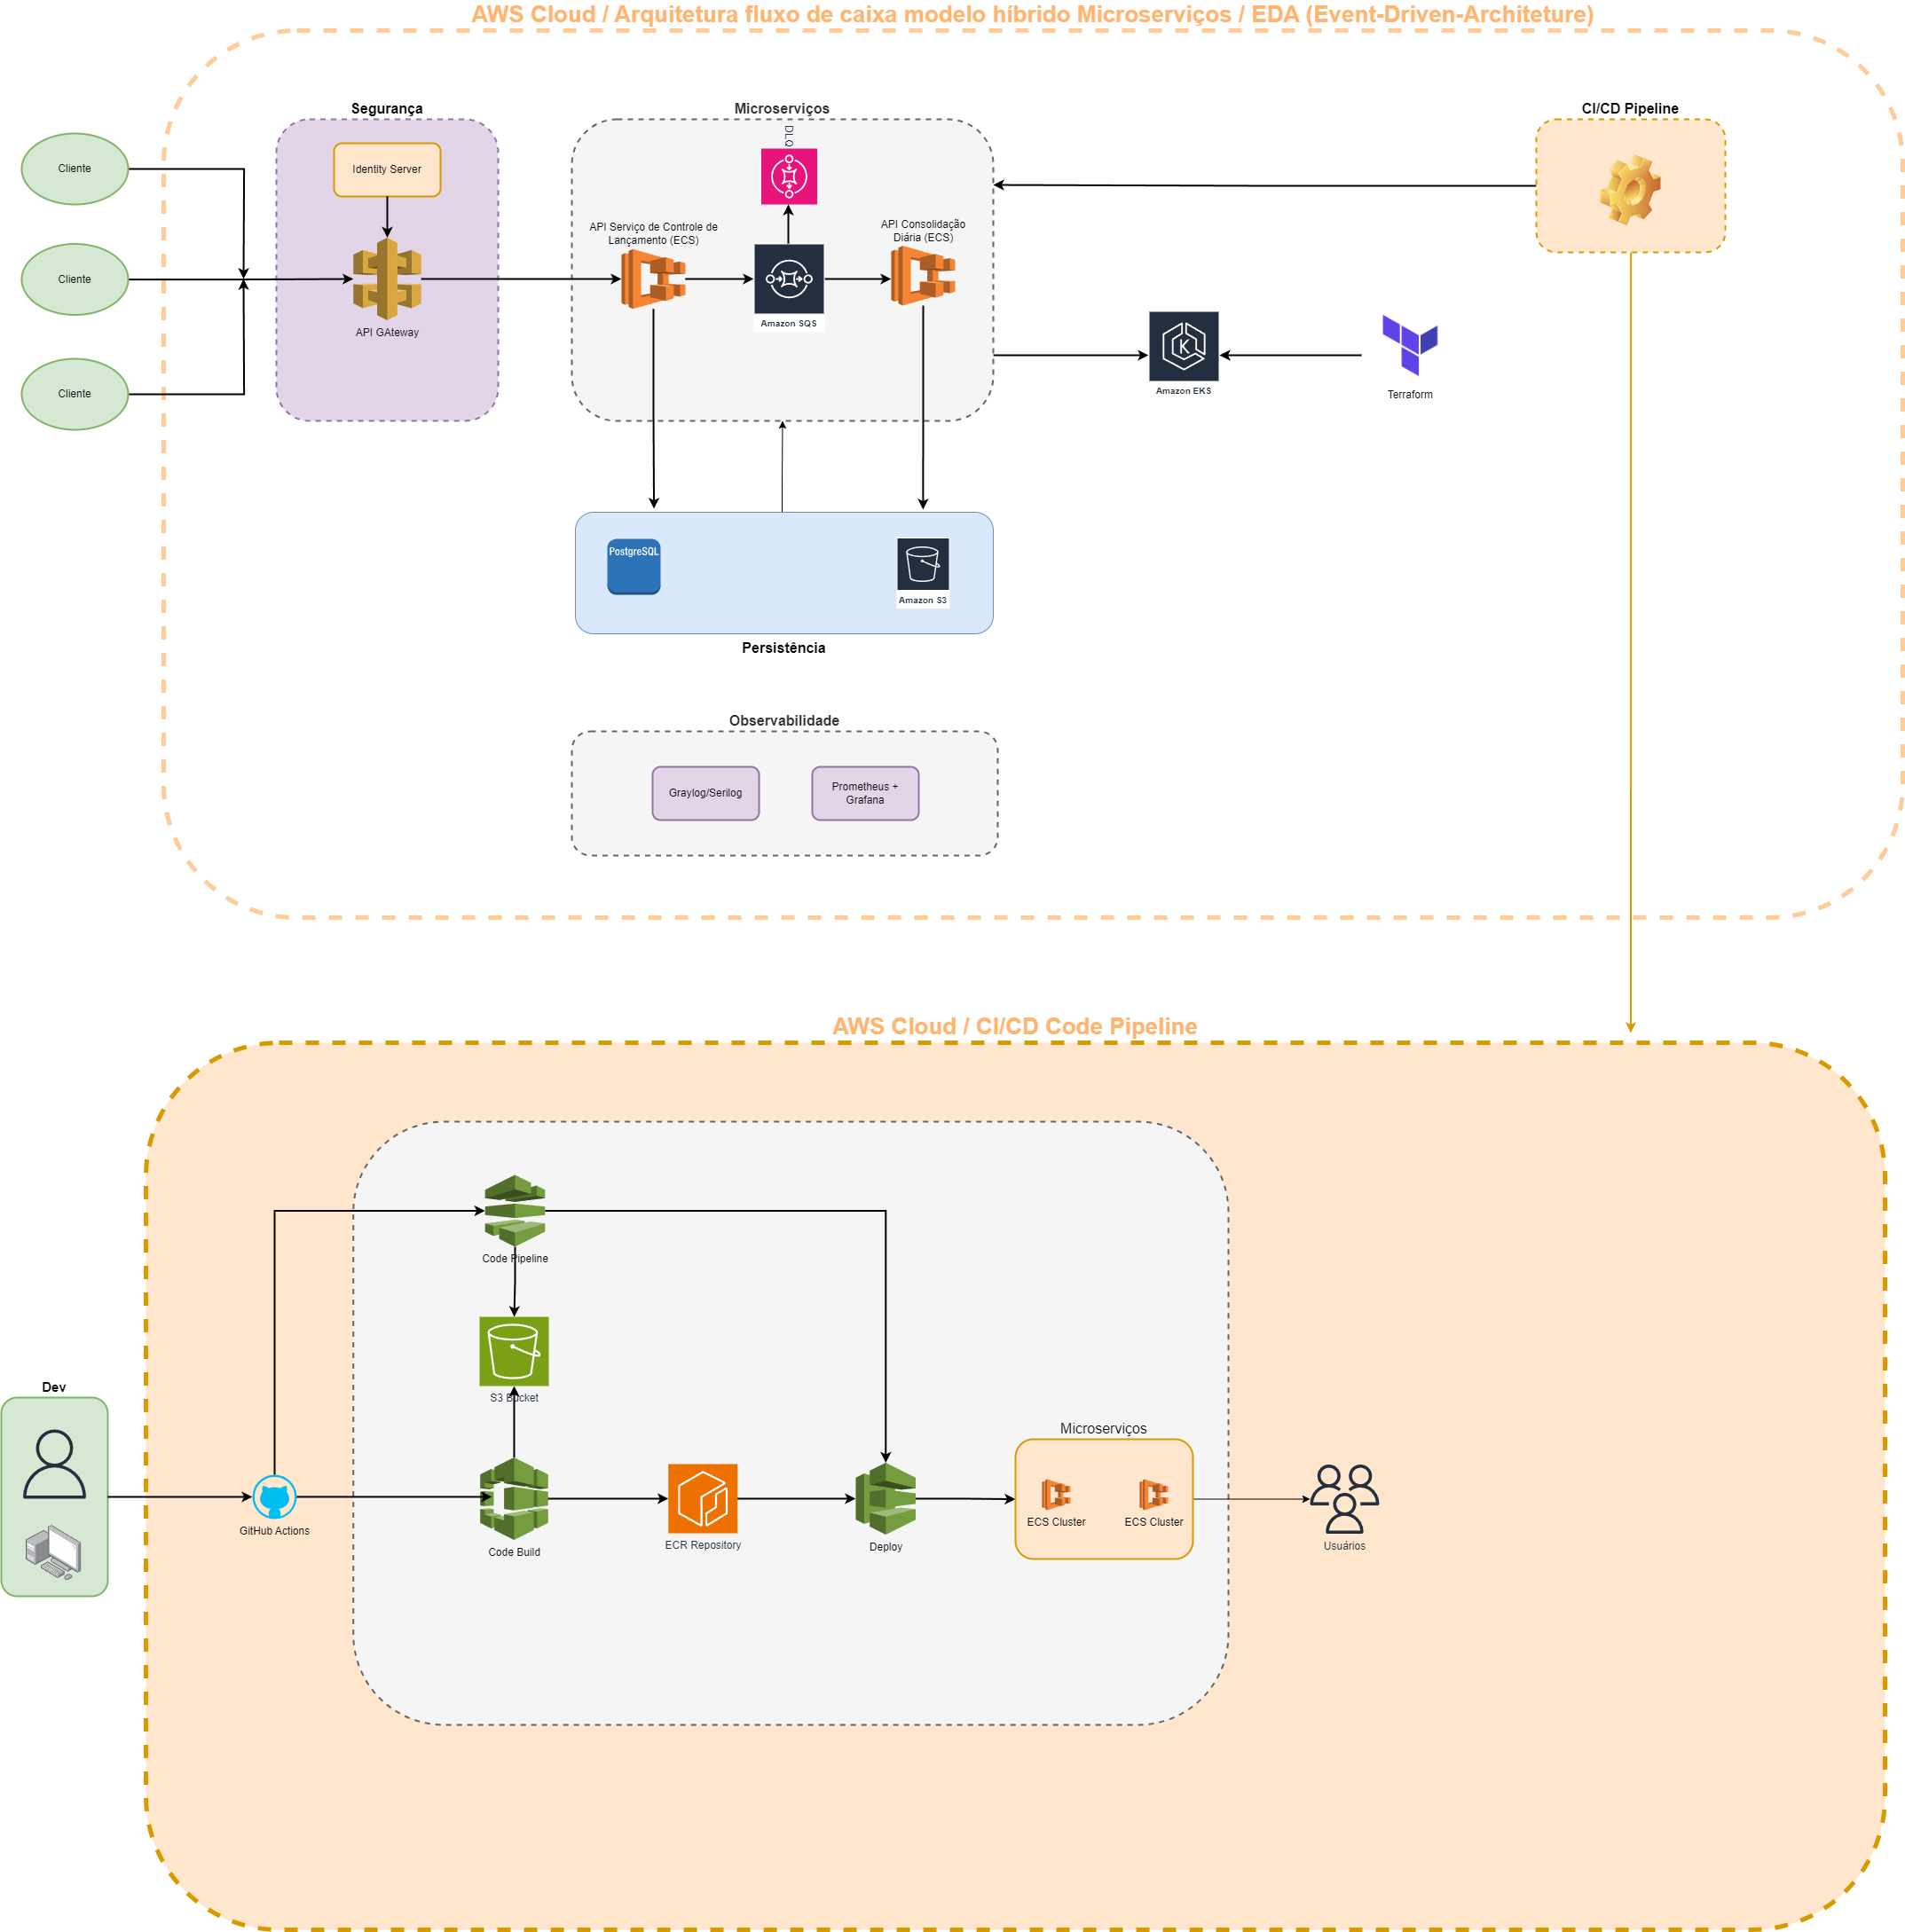 AWS Cloud / Arquitetura fluxo de caixa modelo híbrido Microserviços / EDA (Event-Driven-Architeture)
Segurança
Microserviços
CI/CD Pipeline
Cliente
Identity Server
DLQ
API Serviço de Controle de
Lançamento (ECS)
API Consolidação
Diária (ECS)
Cliente
API GAteway
Amazon SQS
Cliente
Amazon EKS
Terraform
PostgreSQL
Amazon S3
Persistência
Observabilidade
Graylog/Serilog
Prometheus +
Grafana
AWS Cloud / CI/CD Code Pipeline
Code Pipeline
S3 Bucket
Dev
Microserviços
GitHub Actions
Code Build
ECR Repository
Deploy
ECS Cluster
ECS Cluster
Usuários